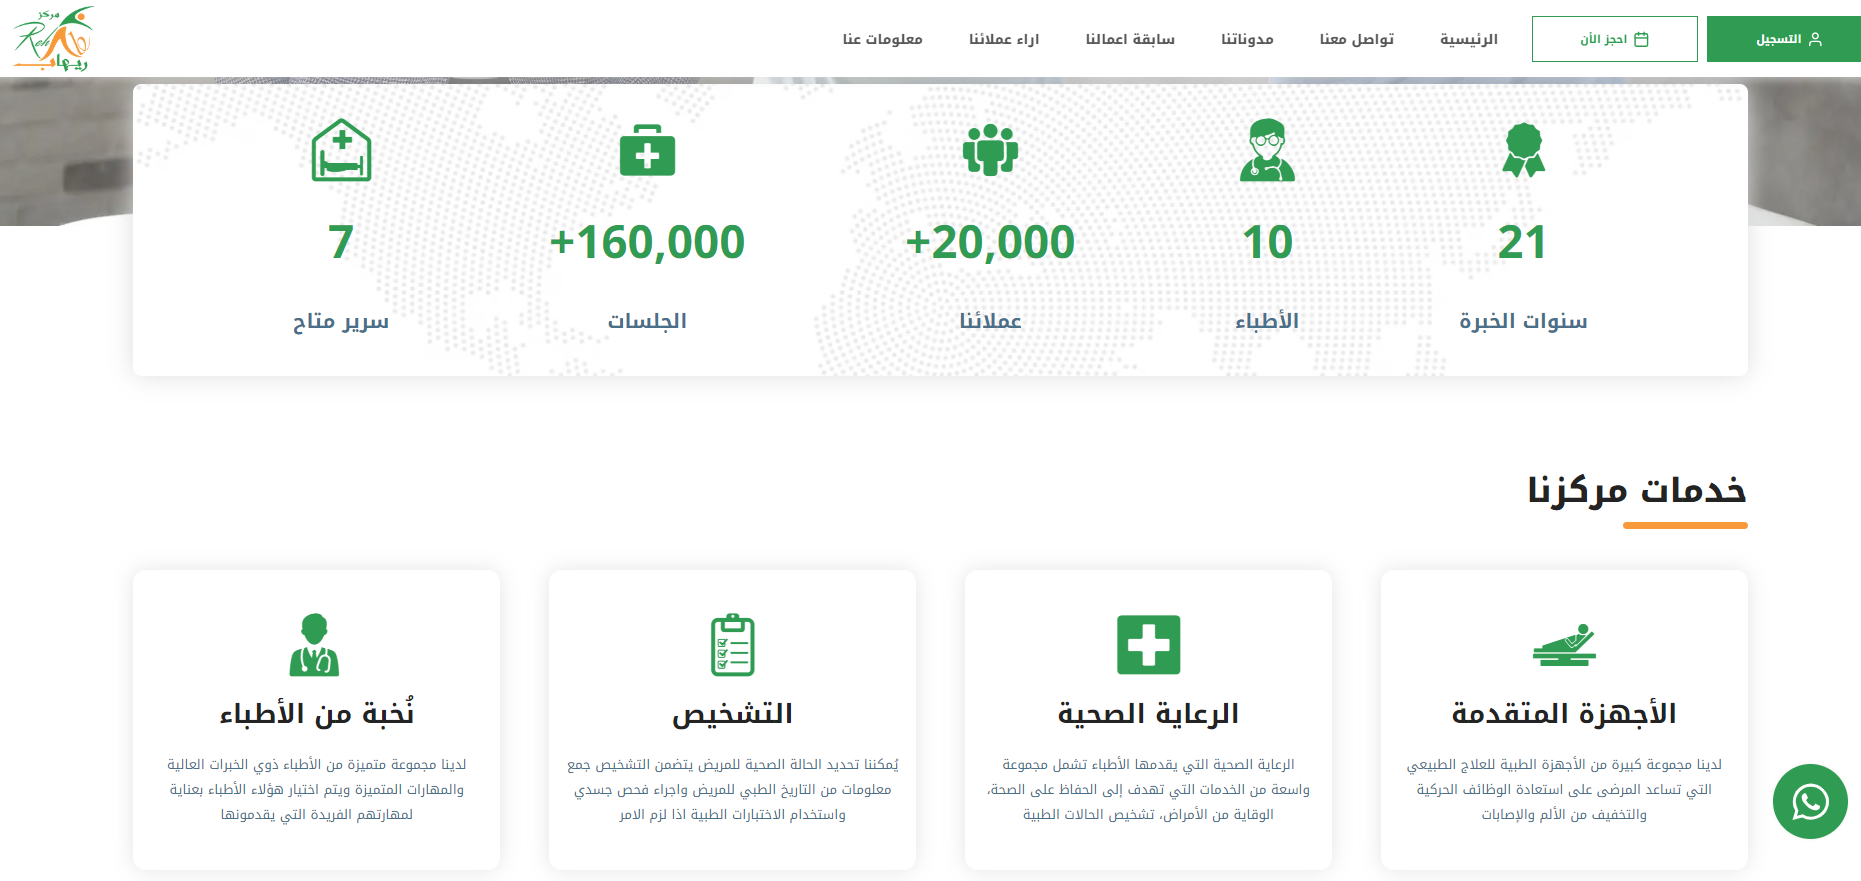 التسجيل
احجز الأن
الرئيسية
تواصل معنا
مدوناتنا
سابقة اعمالنا
اراء عملائنا
معلومات عنا
مركز
Reh
ريهاب
21
سنوات الخبرة
10
الأطباء
+20,000
عملائنا
+160,000
الجلسات
7
سرير متاح
خدمات مركزنا
الأجهزة المتقدمة
لدينا مجموعة كبيرة من الأجهزة الطبية للعلاج الطبيعي
التي تساعد المرضى على استعادة الوظائف الحركية
والتخفيف من الألم والإصابات
الرعاية الصحية
الرعاية الصحية التي يقدمها الأطباء تشمل مجموعة
واسعة من الخدمات التي تهدف إلى الحفاظ على الصحة،
الوقاية من الأمراض، تشخيص الحالات الطبية
التشخيص
يُمكننا تحديد الحالة الصحية للمريض يتضمن التشخيص جمع
معلومات من التاريخ الطبي للمريض واجراء فحص جسدي
واستخدام الاختبارات الطبية اذا لزم الامر
نُخبة من الأطباء
لدينا مجموعة متميزة من الأطباء ذوي الخبرات العالية
والمهارات المتميزة ويتم اختيار هؤلاء الأطباء بعناية
لمهارتهم الفريدة التي يقدمونها